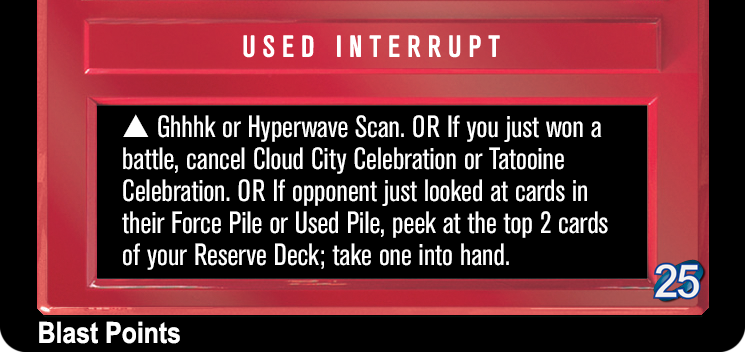 USED INTERRUPT
▲ Ghhhk or Hyperwave Scan. OR If you just won a
battle, cancel Cloud City Celebration or Tatooine
Celebration. OR If opponent just looked at cards in
their Force Pile or Used Pile, peek at the top 2 cards
of your Reserve Deck; take one into hand.
25
Blast Points